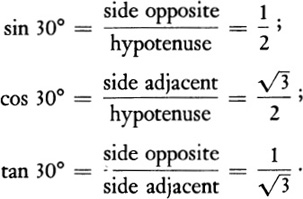 sin 30° = side opposite / hypotenuse = 1/2 ;
cos 30° = side adjacent / hypotenuse = √3/2 ;
tan 30° = side opposite / side adjacent = 1/√3 .